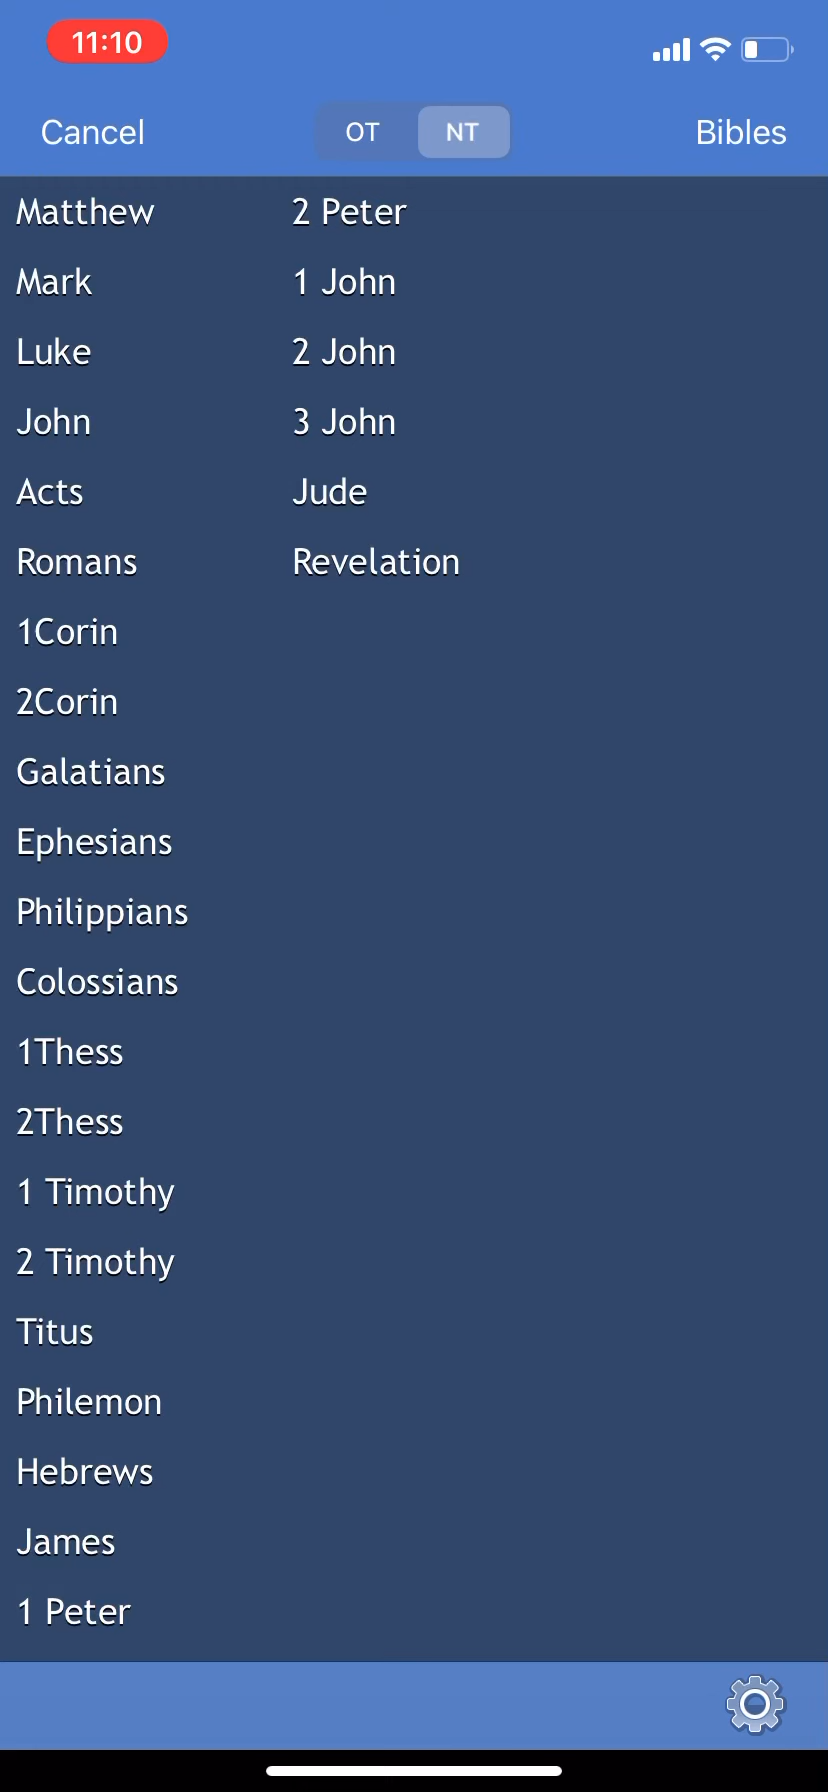 11:10
Cancel
OT
NT
Bibles
Matthew
Mark
Luke
John
Acts
Romans
1Corin
2Corin
Galatians
Ephesians
Philippians
Colossians
1Thess
2Thess
1 Timothy
2 Timothy
Titus
Philemon
Hebrews
James
1 Peter
2 Peter
1 John
2 John
3 John
Jude
Revelation